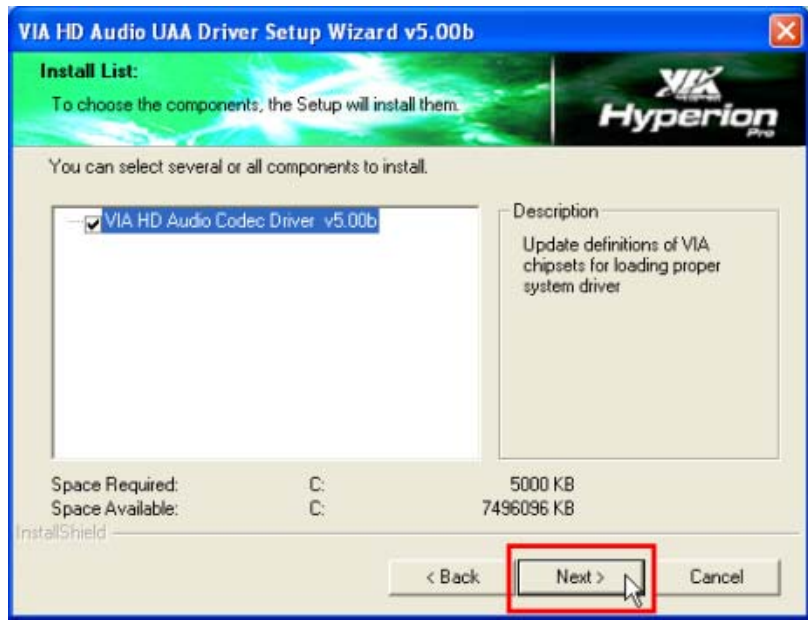 VIA HD Audio UAA Driver Setup Wizard v5.00b
Install List:
To choose the components, the Setup will install them.
VIA
Hyperion
Pro
You can select several or all components to install.
VIA HD Audio Codec Driver v5.00b
Description
Update definitions of VIA
chipsets for loading proper
system driver
Space Required: C: 5000 KB
Space Available: C: 7496096 KB
InstallShield
< Back
Next >
Cancel